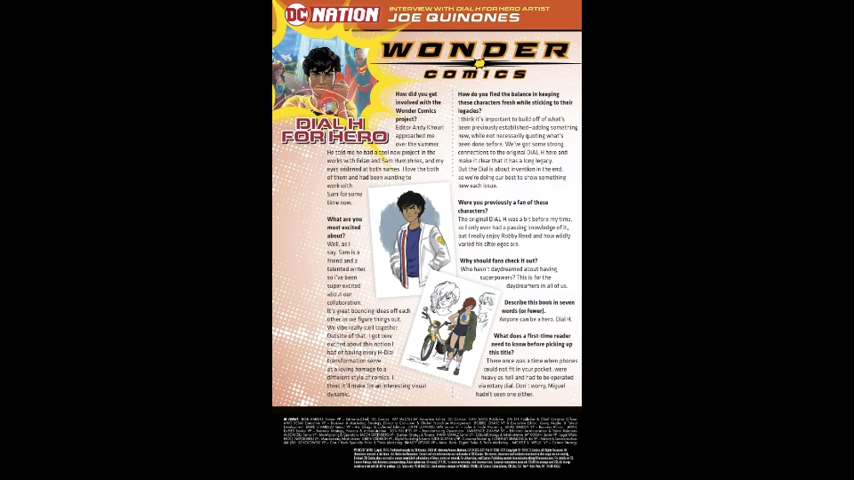 DC NATION
INTERVIEW WITH DIAL H FOR HERO ARTIST
JOE QUINONES
WONDER
COMICS
DIAL H
FOR HERO
How did you get
involved with the
Wonder Comics
project?
Editor Andy Khouri
approached me
over the summer.
He told me he had a cool new project in the
works with Brian and Sam Humphries, and my
eyes widened at both names. I love the both
of them and had been wanting to
work with
Sam for some
time now.
What are you
most excited
about?
Well, as I
say, Sam is a
friend and a
talented writer,
so I've been
super excited
about our
collaboration.
It's great bouncing ideas off each
other as we figure things out.
We vibe really well together.
Outside of that, I got very
excited about this notion I
had of having every H-Dial
transformation serve
as a loving homage to a
different style of comics. I
think it'll make for an interesting visual
dynamic.
How do you find the balance in keeping
these characters fresh while sticking to their
legacies?
I think it's important to build off of what's
been previously established—adding something
new, while not necessarily quoting what's
been done before. We've got some strong
connections to the original DIAL H here and
make it clear that it has a long legacy.
But the Dial is about invention in the end,
so we're doing our best to show something
new each issue.
Were you previously a fan of these
characters?
The original DIAL H was a bit before my time,
so I only ever had a passing knowledge of it,
but I really enjoy Robby Reed and how wildly
varied his alter egos are.
Why should fans check it out?
Who hasn't daydreamed about having
superpowers? This is for the
daydreamers in all of us.
Describe this book in seven
words (or fewer).
Anyone can be a hero. Dial H.
What does a first-time reader
need to know before picking up
this title?
There once was a time when phones
could not fit in your pocket, were
heavy as hell and had to be operated
via rotary dial. Don't worry, Miguel
hadn't seen one either.